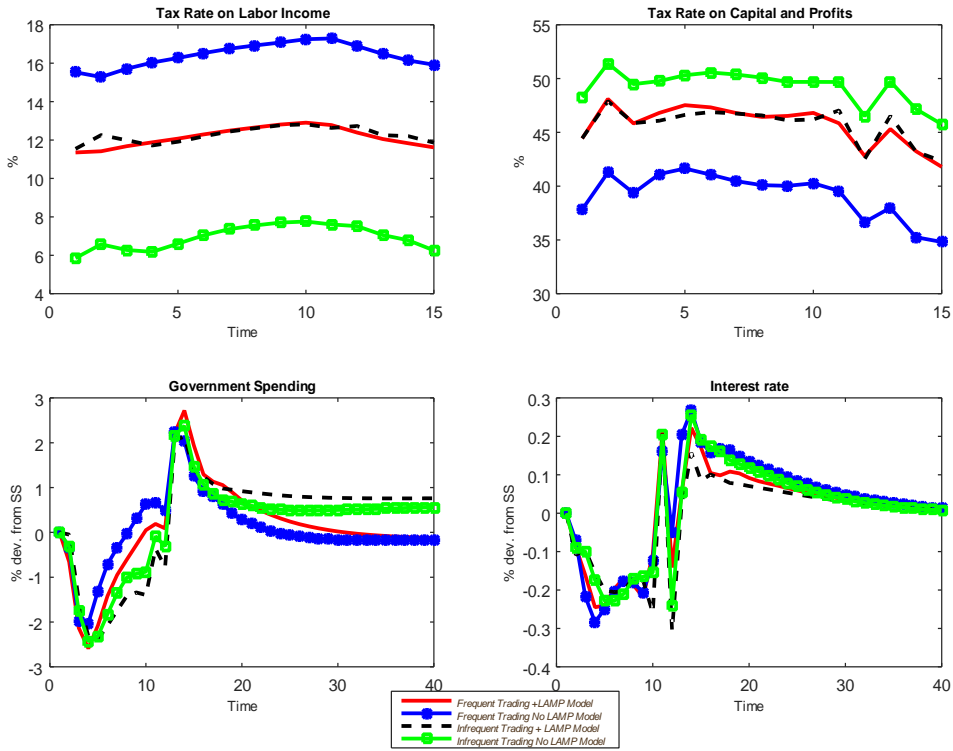 Tax Rate on Labor Income
18
16
14
12
10
8
6
4
%
0 5 10 15
Time
Tax Rate on Capital and Profits
55
50
45
40
35
30
%
0 5 10 15
Time
Government Spending
3
2
1
0
-1
-2
-3
% dev. from SS
0 10 20 30 40
Time
Interest rate
0.3
0.2
0.1
0
-0.1
-0.2
-0.3
-0.4
% dev. from SS
0 10 20 30 40
Time
Frequent Trading +LAMP Model
Frequent Trading No LAMP Model
Infrequent Trading + LAMP Model
Infrequent Trading No LAMP Model